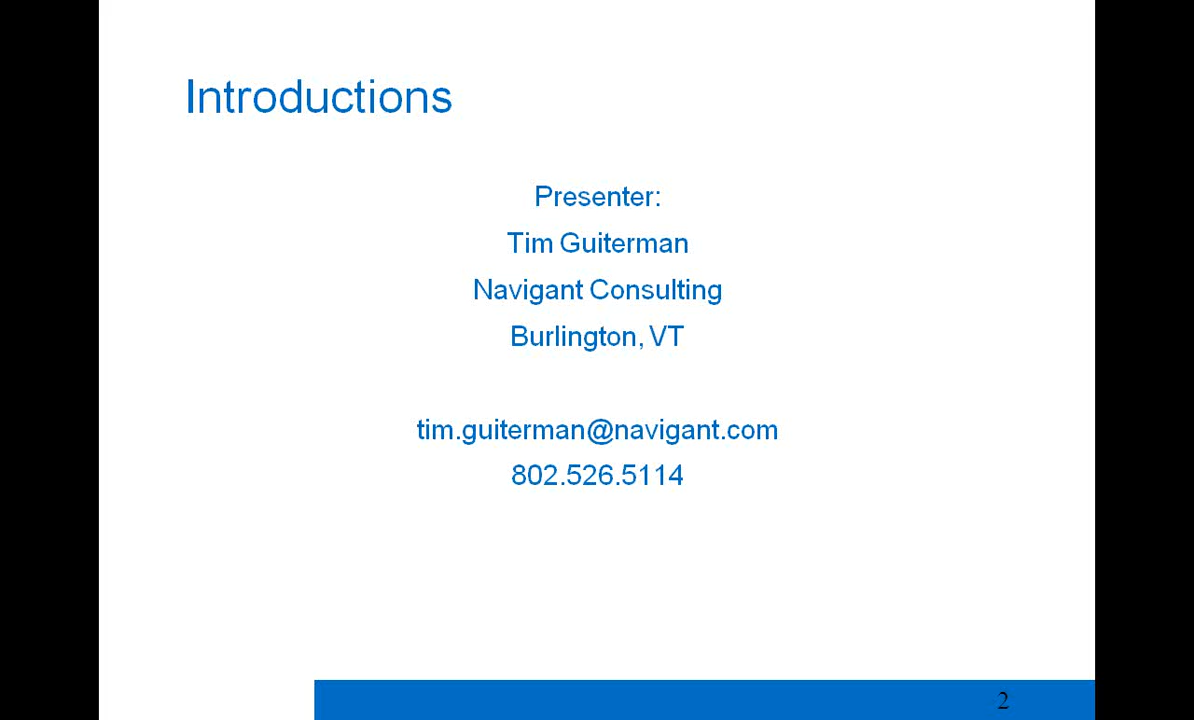 Introductions
Presenter:
Tim Guiterman
Navigant Consulting
Burlington, VT
tim.guiterman@navigant.com
802.526.5114
2